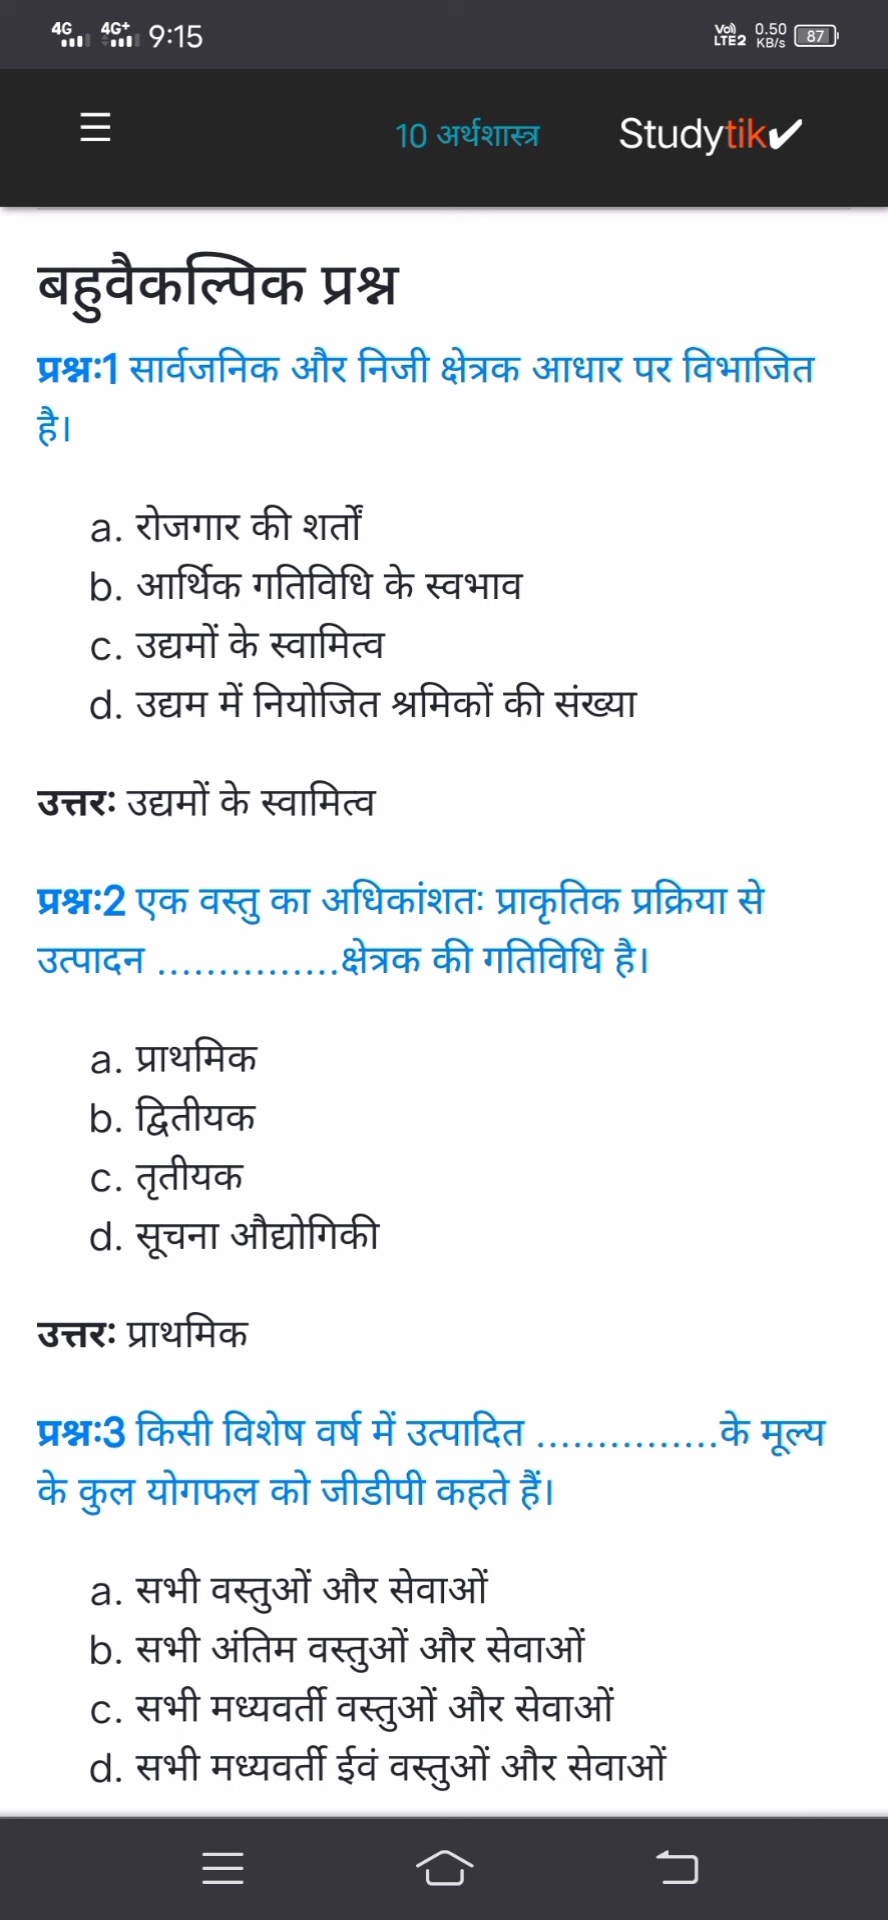 4G 4G+ 9:15 Vo) LTE2 0.50 KB/s 87
10 अर्थशास्त्र Studytik
बहुवैकल्पिक प्रश्न
प्रश्न:1 सार्वजनिक और निजी क्षेत्रक आधार पर विभाजित
है।
a. रोजगार की शर्तों
b. आर्थिक गतिविधि के स्वभाव
c. उद्यमों के स्वामित्व
d. उद्यम में नियोजित श्रमिकों की संख्या
उत्तर: उद्यमों के स्वामित्व
प्रश्न:2 एक वस्तु का अधिकांशतः प्राकृतिक प्रक्रिया से
उत्पादन ...............क्षेत्रक की गतिविधि है।
a. प्राथमिक
b. द्वितीयक
c. तृतीयक
d. सूचना औद्योगिकी
उत्तर: प्राथमिक
प्रश्न:3 किसी विशेष वर्ष में उत्पादित ...............के मूल्य
के कुल योगफल को जीडीपी कहते हैं।
a. सभी वस्तुओं और सेवाओं
b. सभी अंतिम वस्तुओं और सेवाओं
c. सभी मध्यवर्ती वस्तुओं और सेवाओं
d. सभी मध्यवर्ती ईवं वस्तुओं और सेवाओं